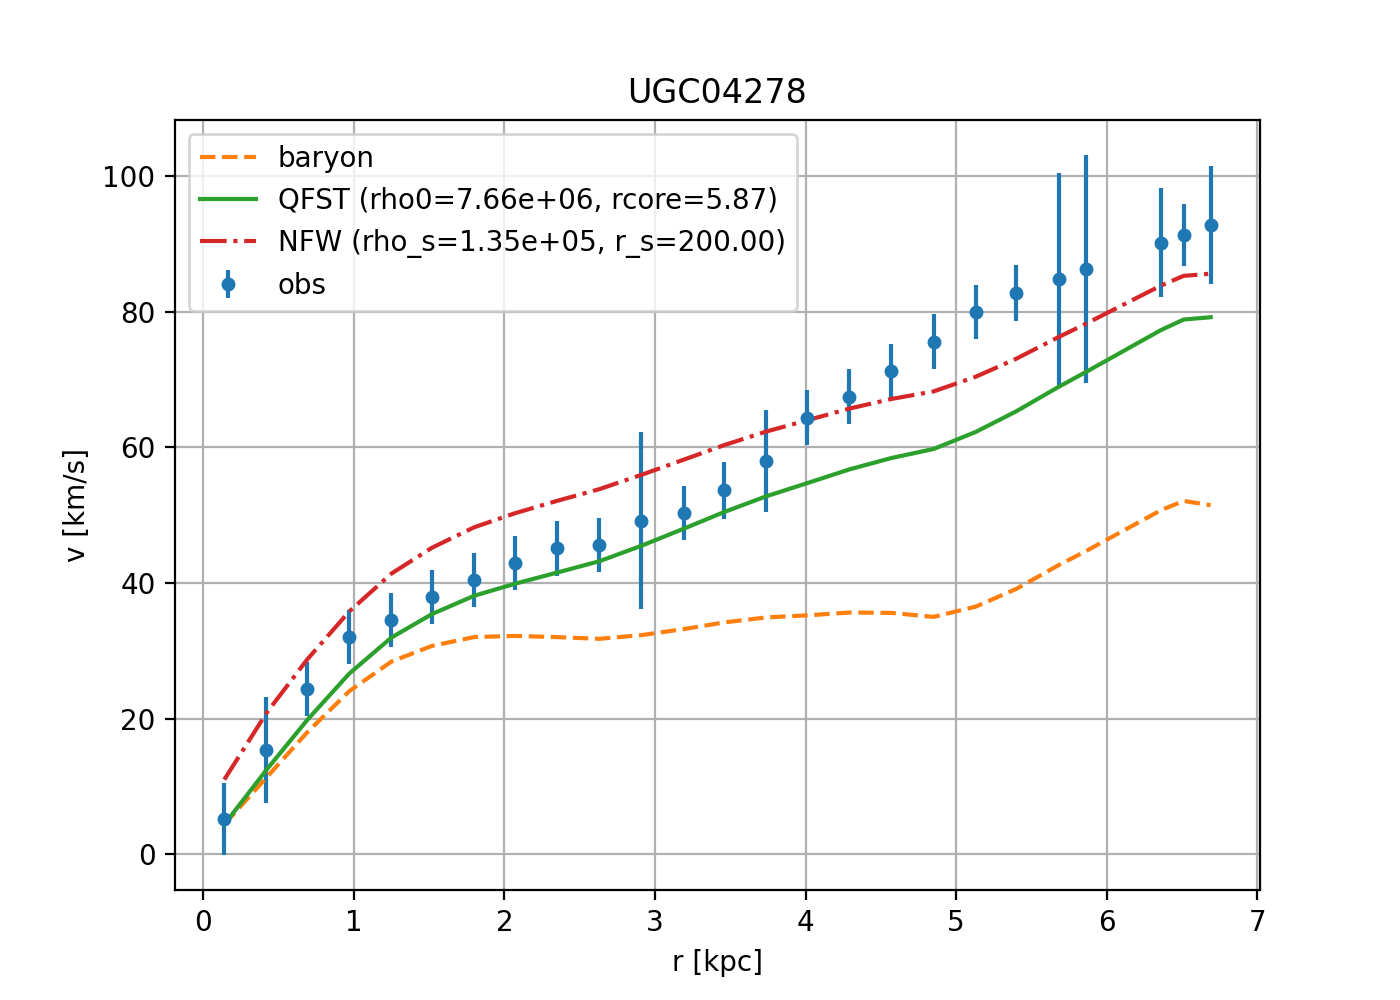 UGC04278
baryon
QFST (rho0=7.66e+06, rcore=5.87)
NFW (rho_s=1.35e+05, r_s=200.00)
obs
100
80
60
40
20
0
v [km/s]
0 1 2 3 4 5 6 7
r [kpc]